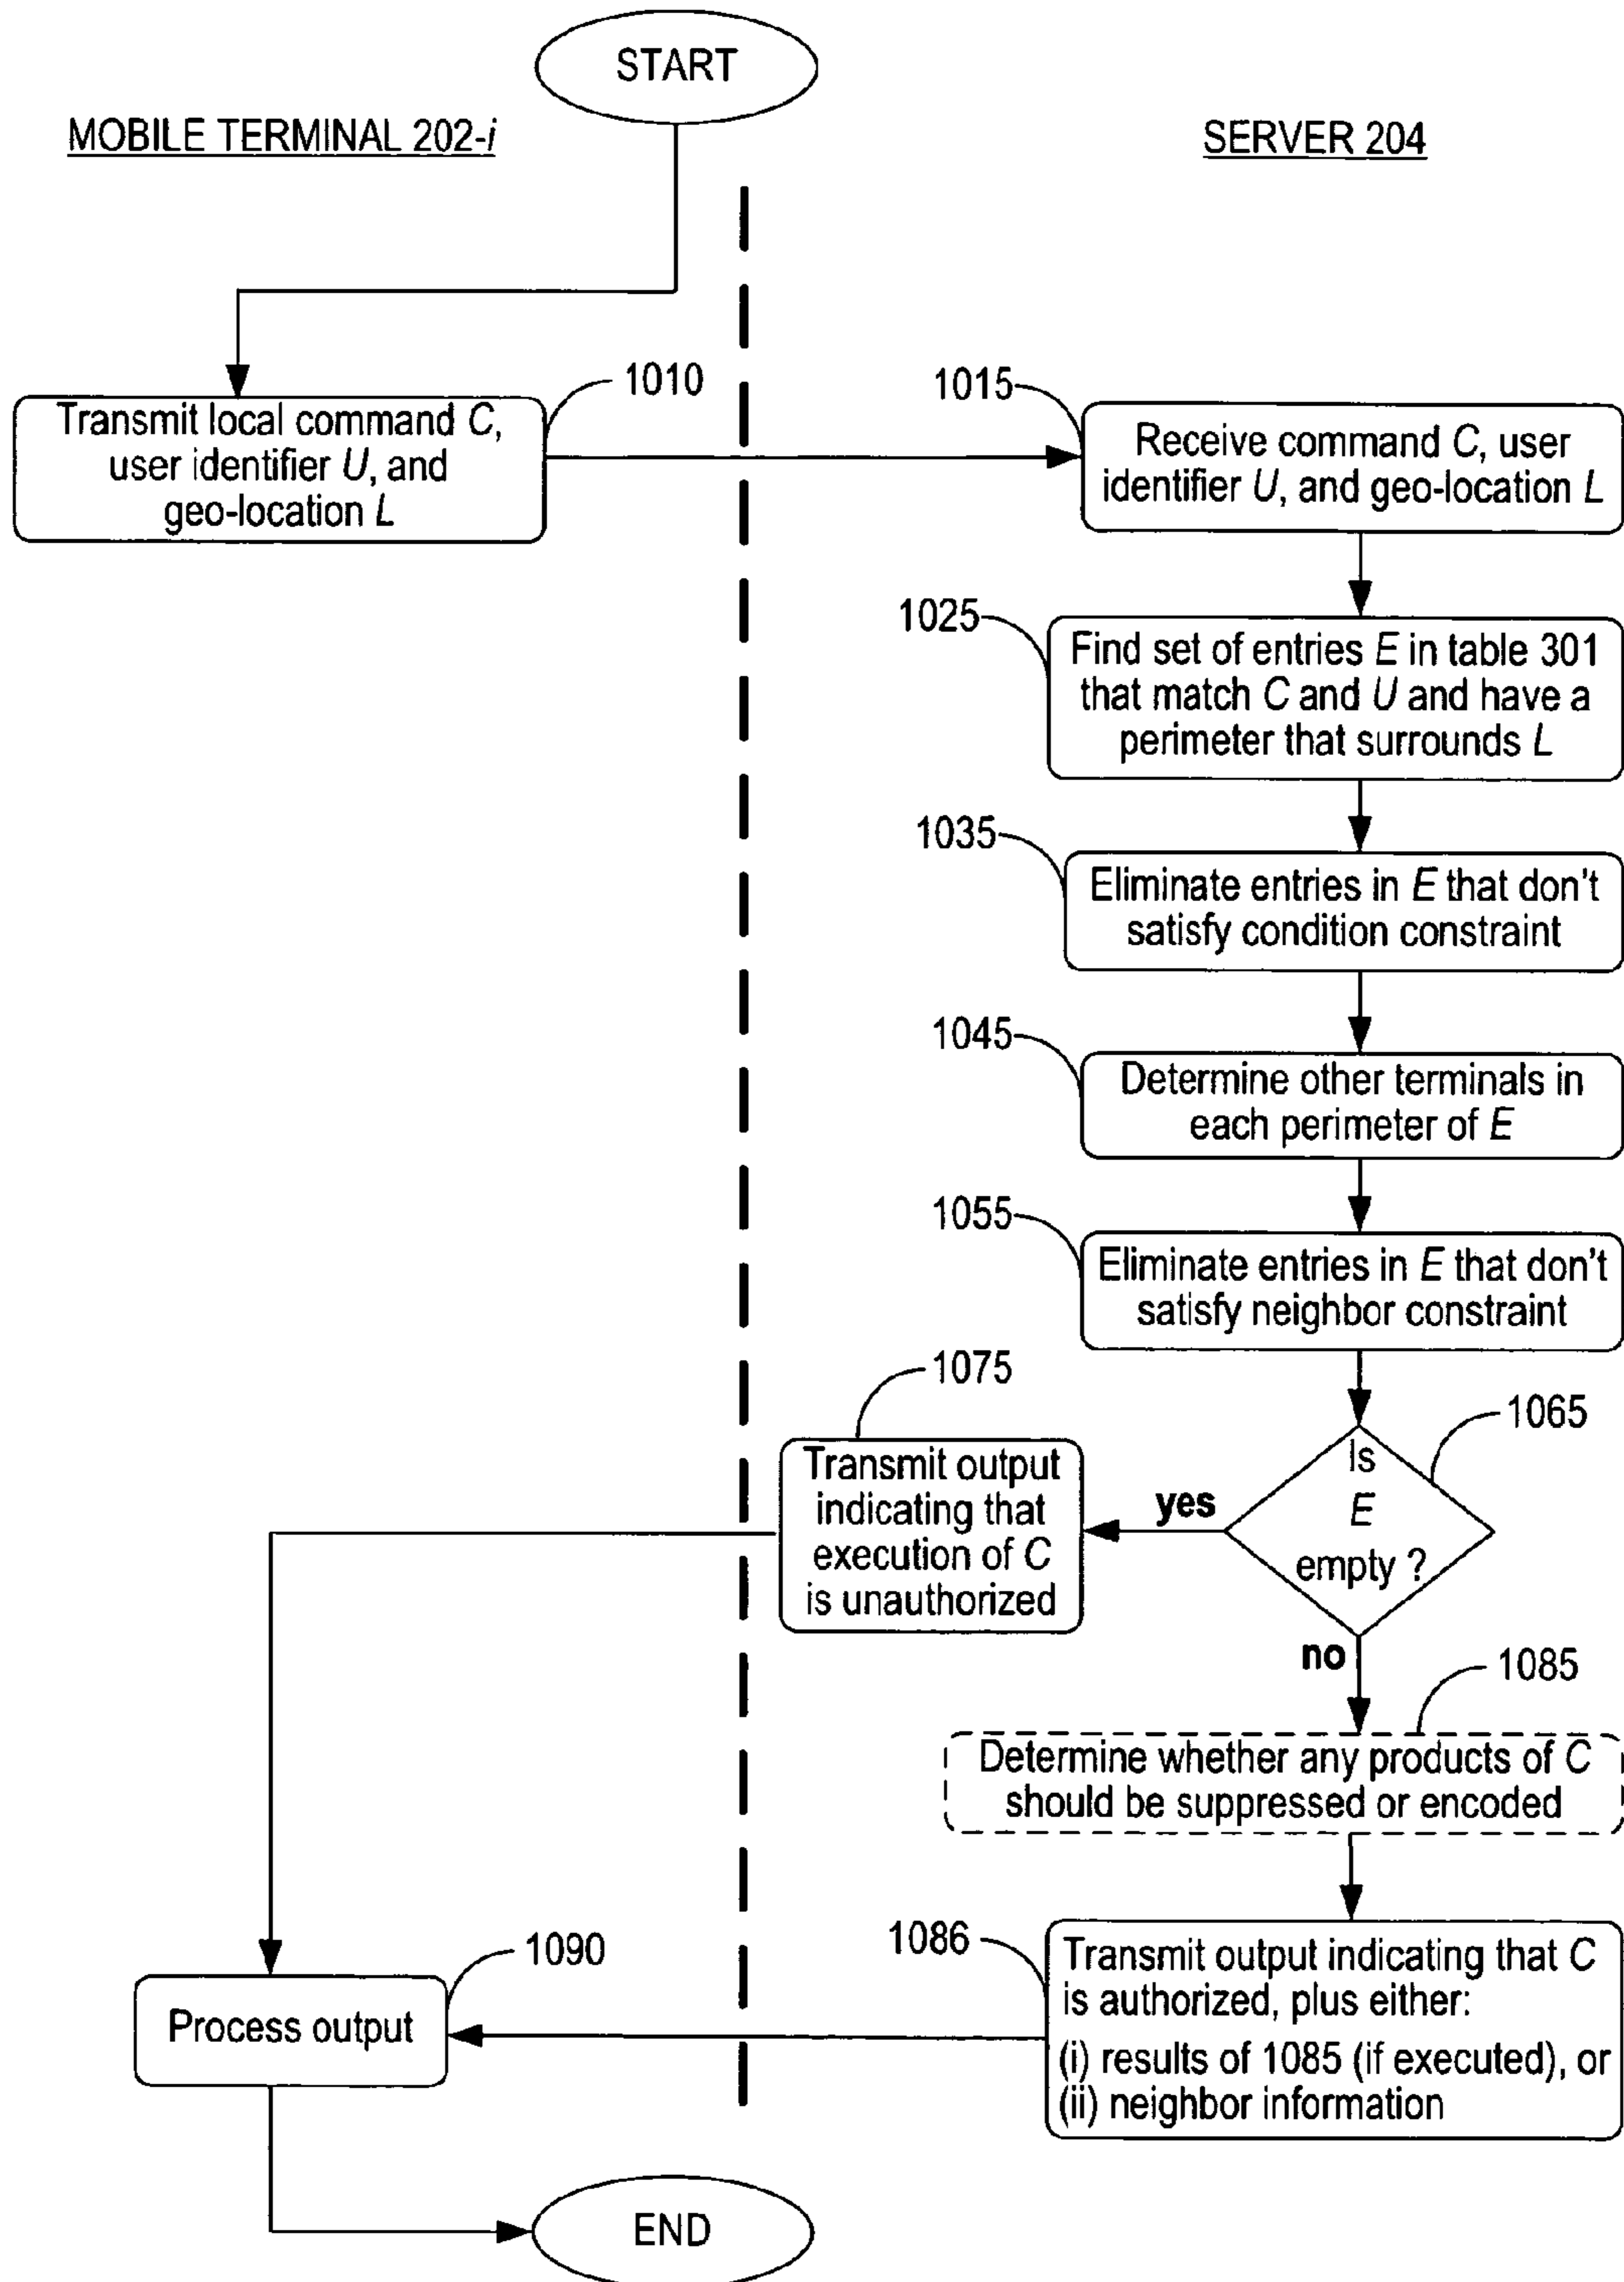 START
MOBILE TERMINAL 202-i
SERVER 204
1010
1015
Transmit local command C,
user identifier U, and
geo-location L
Receive command C, user
identifier U, and geo-location L
1025
Find set of entries E in table 301
that match C and U and have a
perimeter that surrounds L
1035
Eliminate entries in E that don't
satisfy condition constraint
1045
Determine other terminals in
each perimeter of E
1055
Eliminate entries in E that don't
satisfy neighbor constraint
1075
1065
Transmit output
indicating that
execution of C
is unauthorized
yes
Is
E
empty ?
no
1085
Determine whether any products of C
should be suppressed or encoded
1090
1086
Process output
Transmit output indicating that C
is authorized, plus either:
(i) results of 1085 (if executed), or
(ii) neighbor information
END